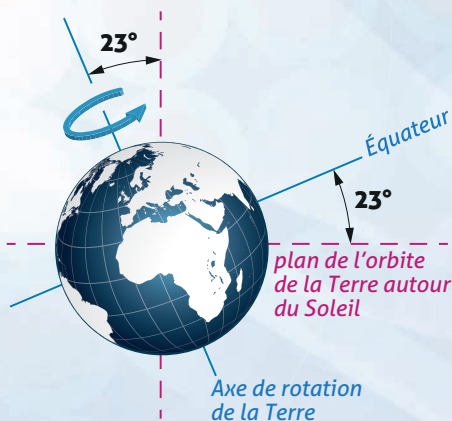 23°
Équateur
23°
plan de l'orbite
de la Terre autour
du Soleil
Axe de rotation
de la Terre